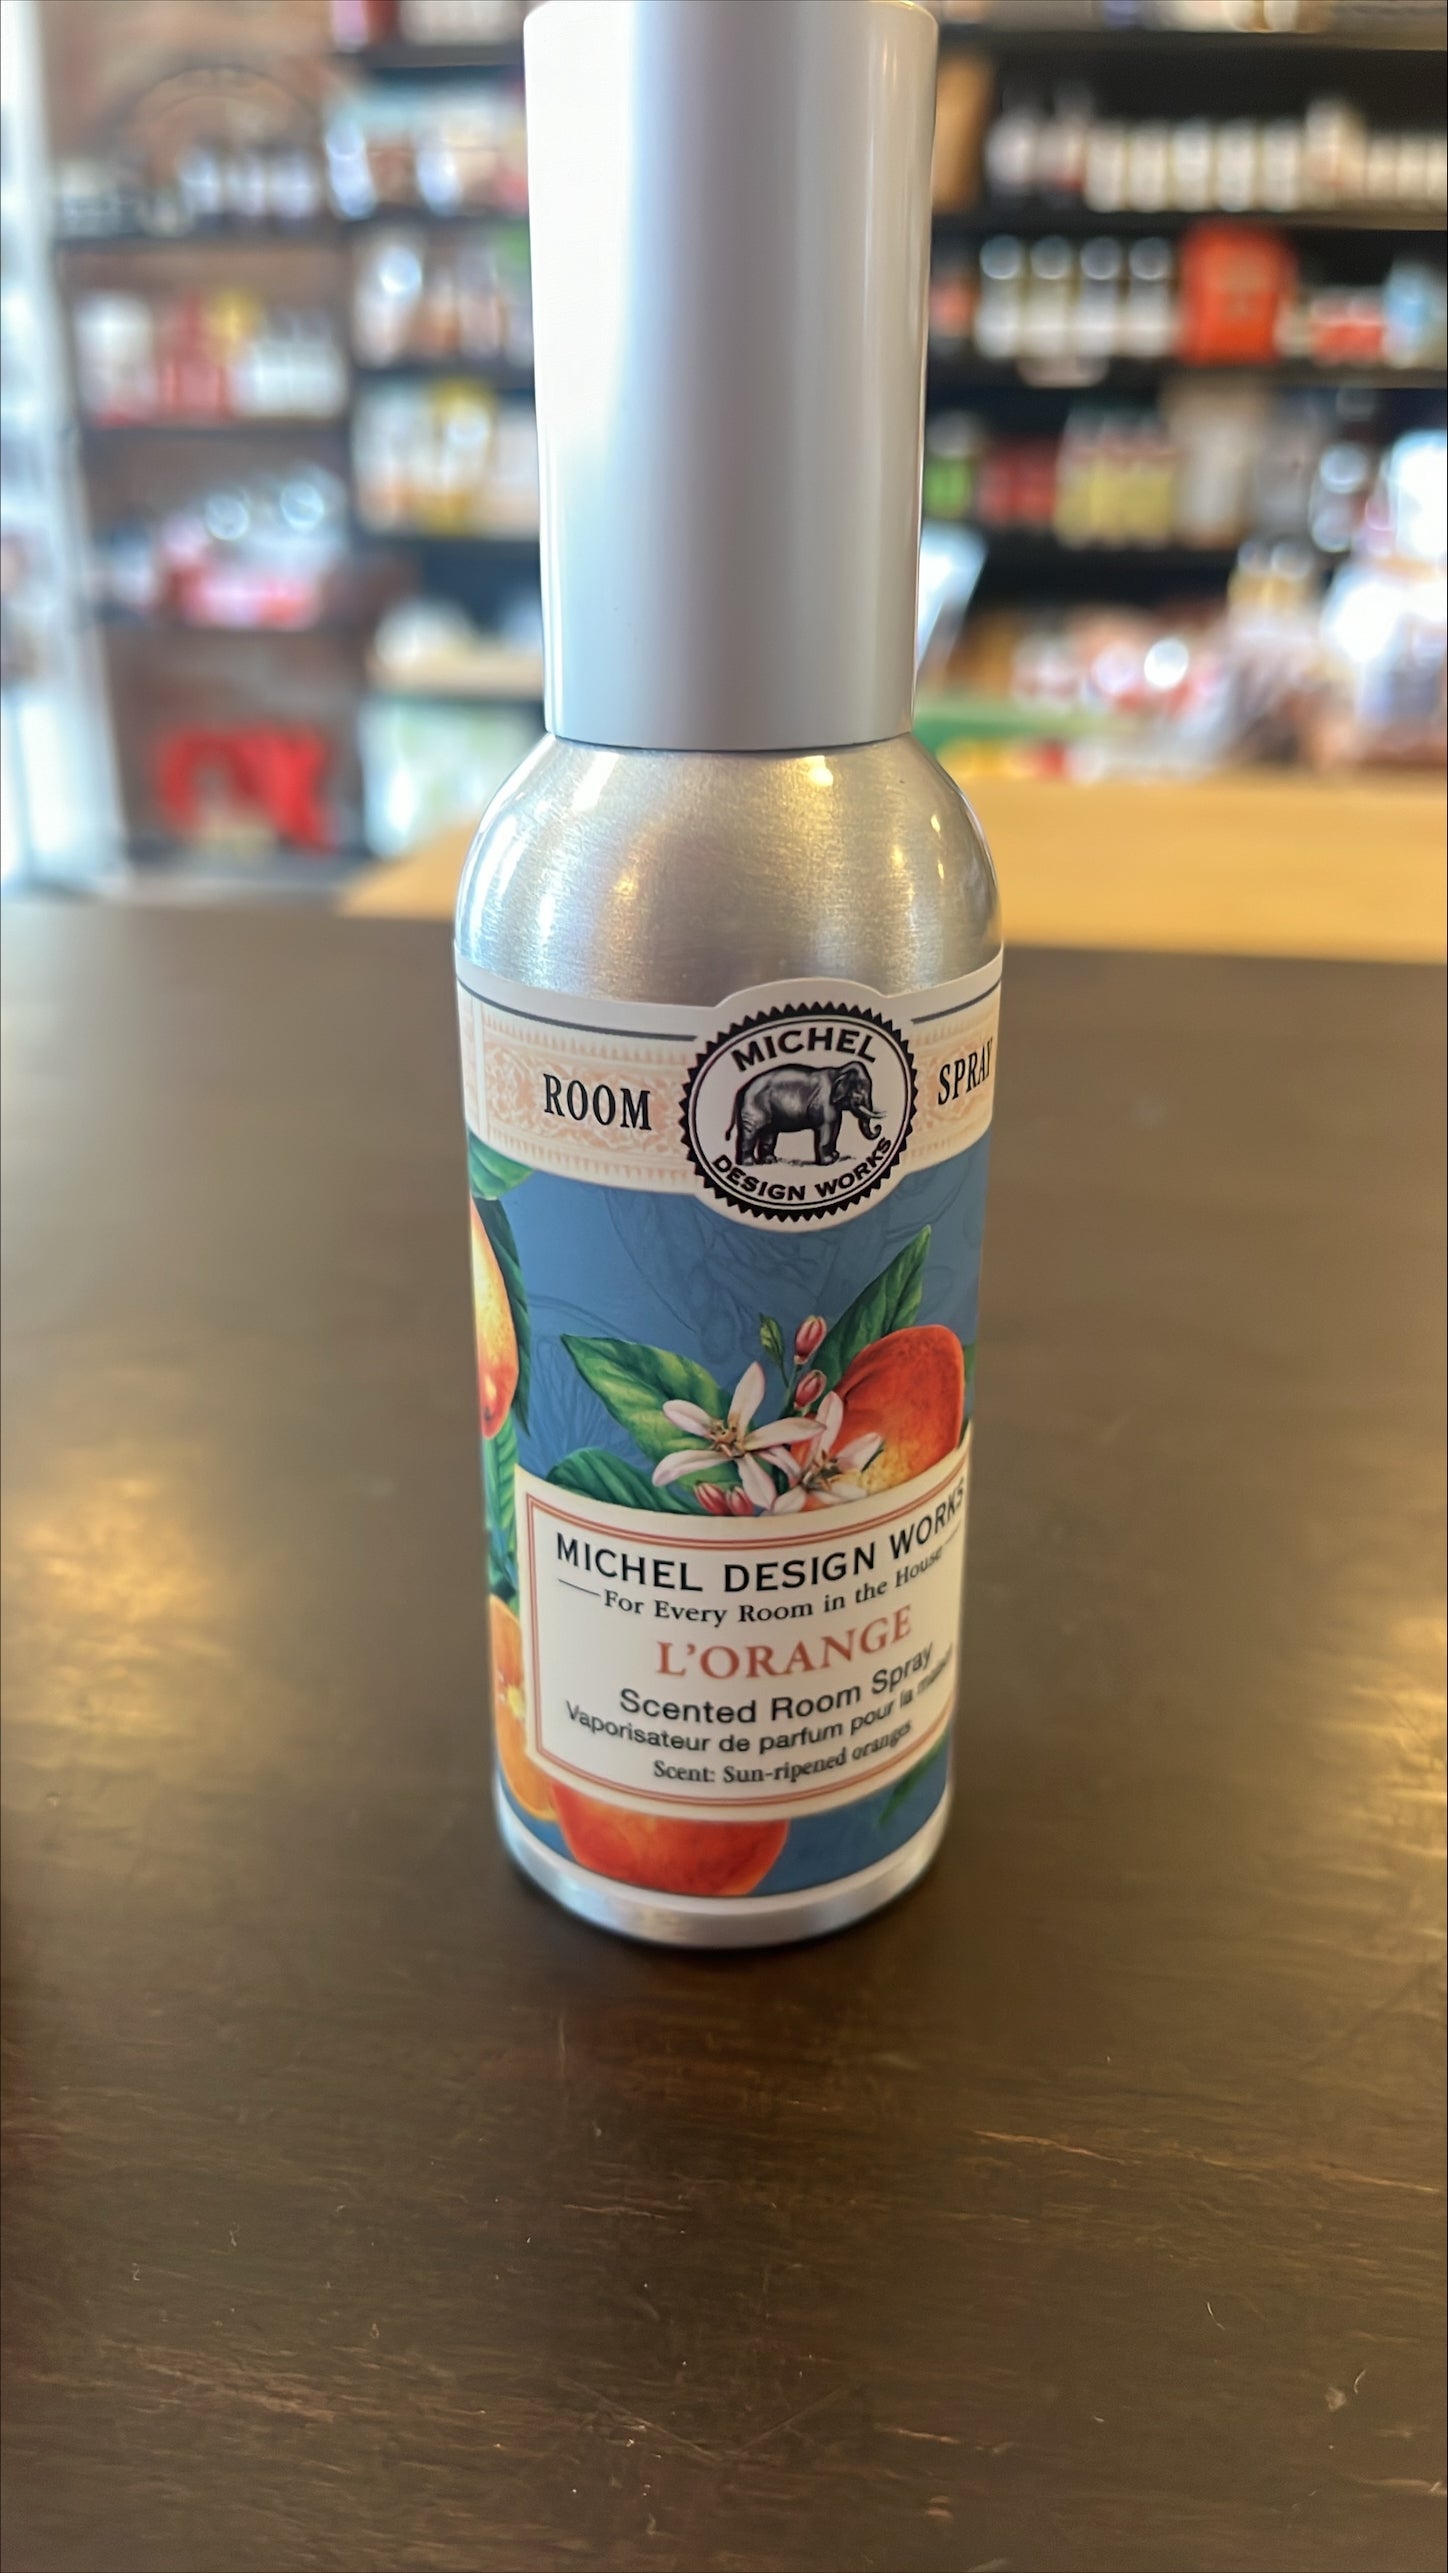 ROOM
MICHEL
DESIGN WORKS
SPRAY
MICHEL DESIGN WORKS
For Every Room in the House
L'ORANGE
Scented Room Spray
Vaporisateur de parfum pour la maison
Scent: Sun-ripened oranges